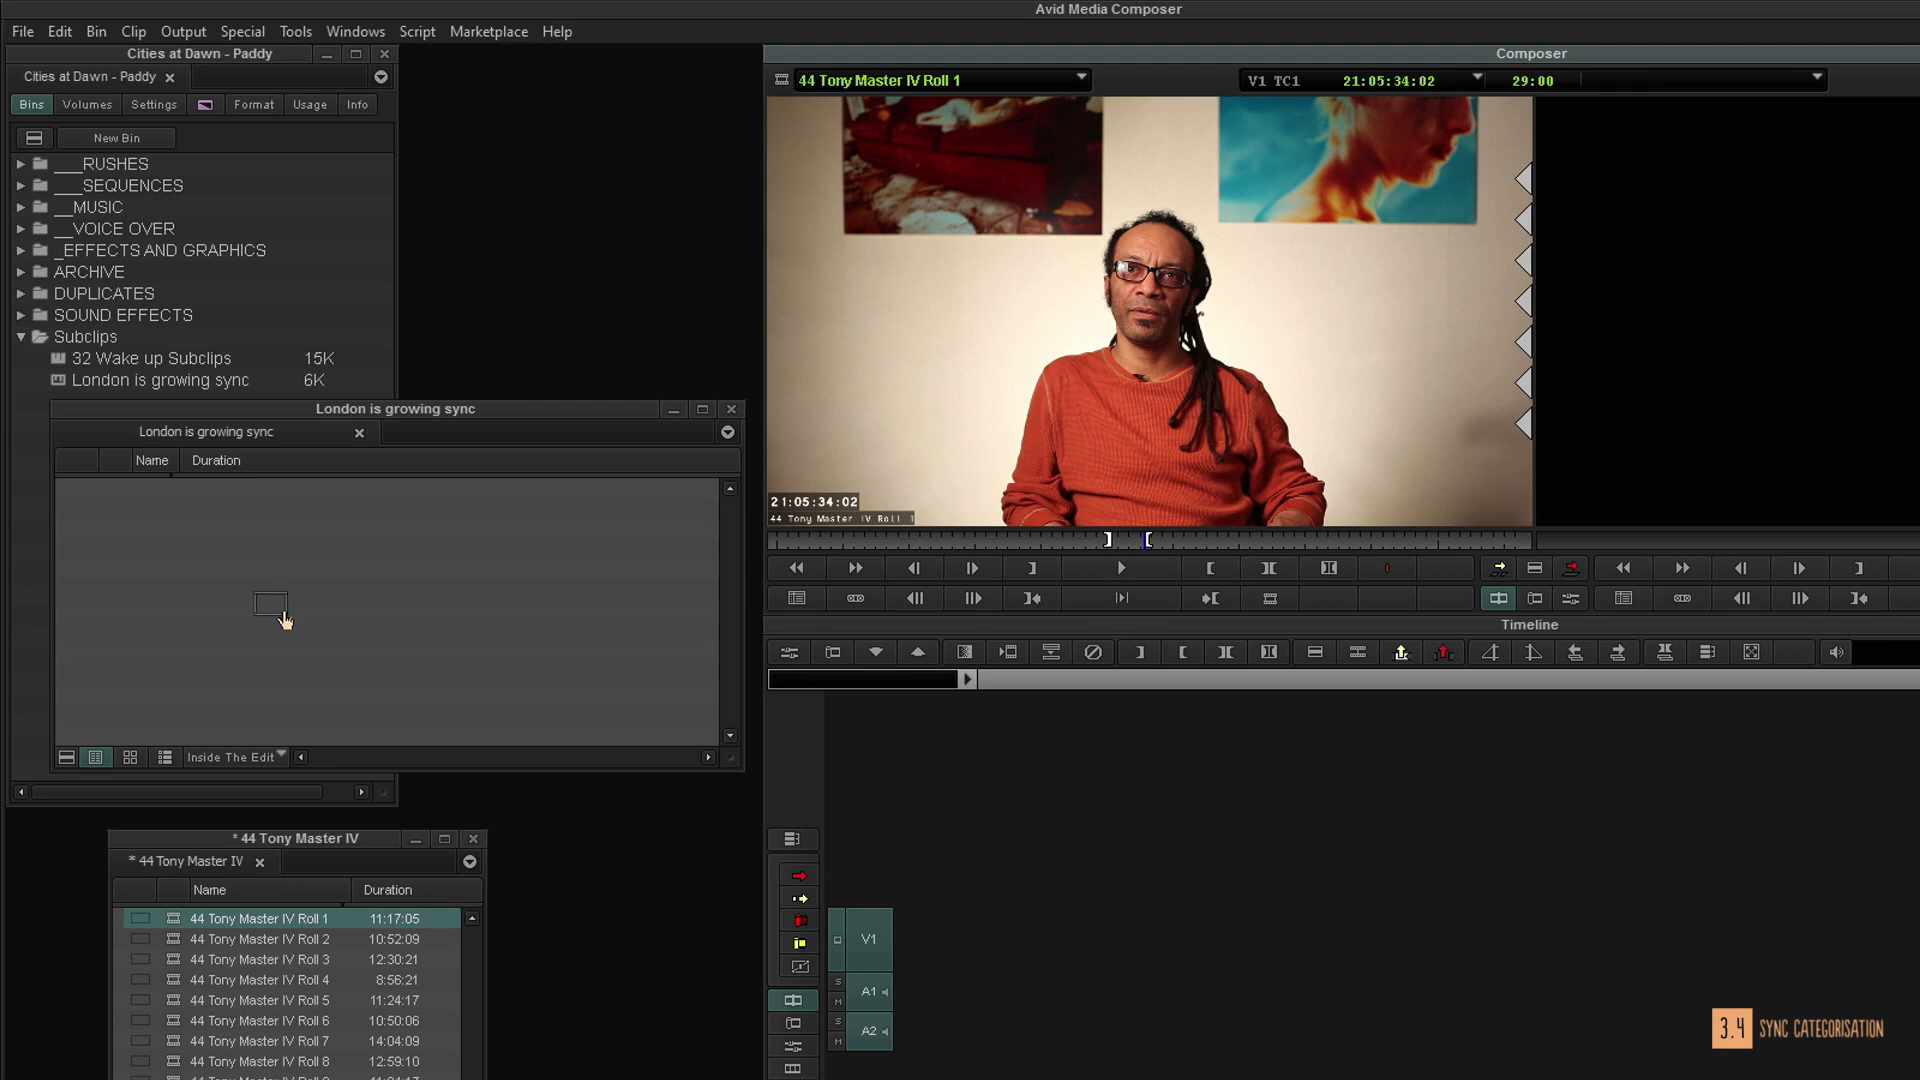 Avid Media Composer
File Edit Bin Clip Output Special Tools Windows Script Marketplace Help
Cities at Dawn - Paddy
Cities at Dawn - Paddy
Bins Volumes Settings Format Usage Info
New Bin
___RUSHES
___SEQUENCES
__MUSIC
__VOICE OVER
_EFFECTS AND GRAPHICS
ARCHIVE
DUPLICATES
SOUND EFFECTS
Subclips
32 Wake up Subclips 15K
London is growing sync 6K
London is growing sync
London is growing sync
Name Duration
Inside The Edit
* 44 Tony Master IV
* 44 Tony Master IV
Name Duration
44 Tony Master IV Roll 1 11:17:05
44 Tony Master IV Roll 2 10:52:09
44 Tony Master IV Roll 3 12:30:21
44 Tony Master IV Roll 4 8:56:21
44 Tony Master IV Roll 5 11:24:17
44 Tony Master IV Roll 6 10:50:06
44 Tony Master IV Roll 7 14:04:09
44 Tony Master IV Roll 8 12:59:10
Composer
44 Tony Master IV Roll 1
V1 TC1 21:05:34:02 29:00
21:05:34:02
44 Tony Master IV Roll 1
Timeline
V1
S
M
A1
S
M
A2
3.4 SYNC CATEGORISATION